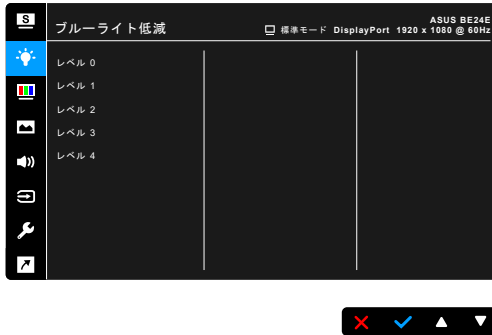 S
ブルーライト低減
ASUS BE24E
標準モード DisplayPort 1920 x 1080 @ 60Hz
レベル 0
レベル 1
レベル 2
レベル 3
レベル 4